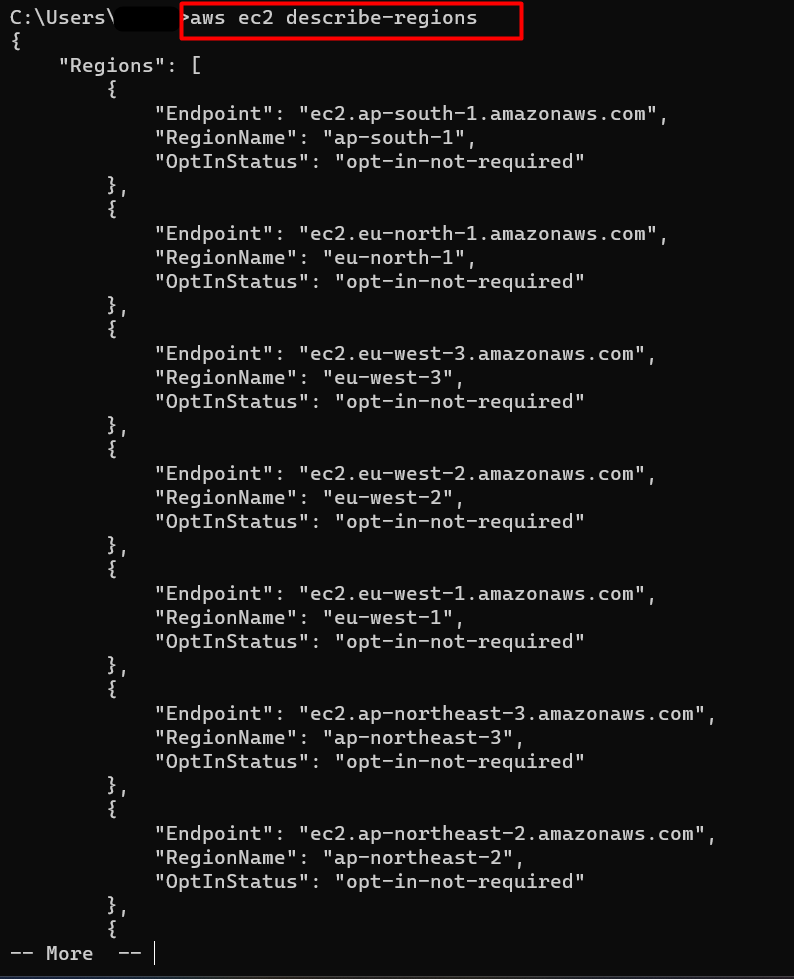 C:\Users\ >aws ec2 describe-regions
{
    "Regions": [
        {
            "Endpoint": "ec2.ap-south-1.amazonaws.com",
            "RegionName": "ap-south-1",
            "OptInStatus": "opt-in-not-required"
        },
        {
            "Endpoint": "ec2.eu-north-1.amazonaws.com",
            "RegionName": "eu-north-1",
            "OptInStatus": "opt-in-not-required"
        },
        {
            "Endpoint": "ec2.eu-west-3.amazonaws.com",
            "RegionName": "eu-west-3",
            "OptInStatus": "opt-in-not-required"
        },
        {
            "Endpoint": "ec2.eu-west-2.amazonaws.com",
            "RegionName": "eu-west-2",
            "OptInStatus": "opt-in-not-required"
        },
        {
            "Endpoint": "ec2.eu-west-1.amazonaws.com",
            "RegionName": "eu-west-1",
            "OptInStatus": "opt-in-not-required"
        },
        {
            "Endpoint": "ec2.ap-northeast-3.amazonaws.com",
            "RegionName": "ap-northeast-3",
            "OptInStatus": "opt-in-not-required"
        },
        {
            "Endpoint": "ec2.ap-northeast-2.amazonaws.com",
            "RegionName": "ap-northeast-2",
            "OptInStatus": "opt-in-not-required"
        },
        {
-- More  --